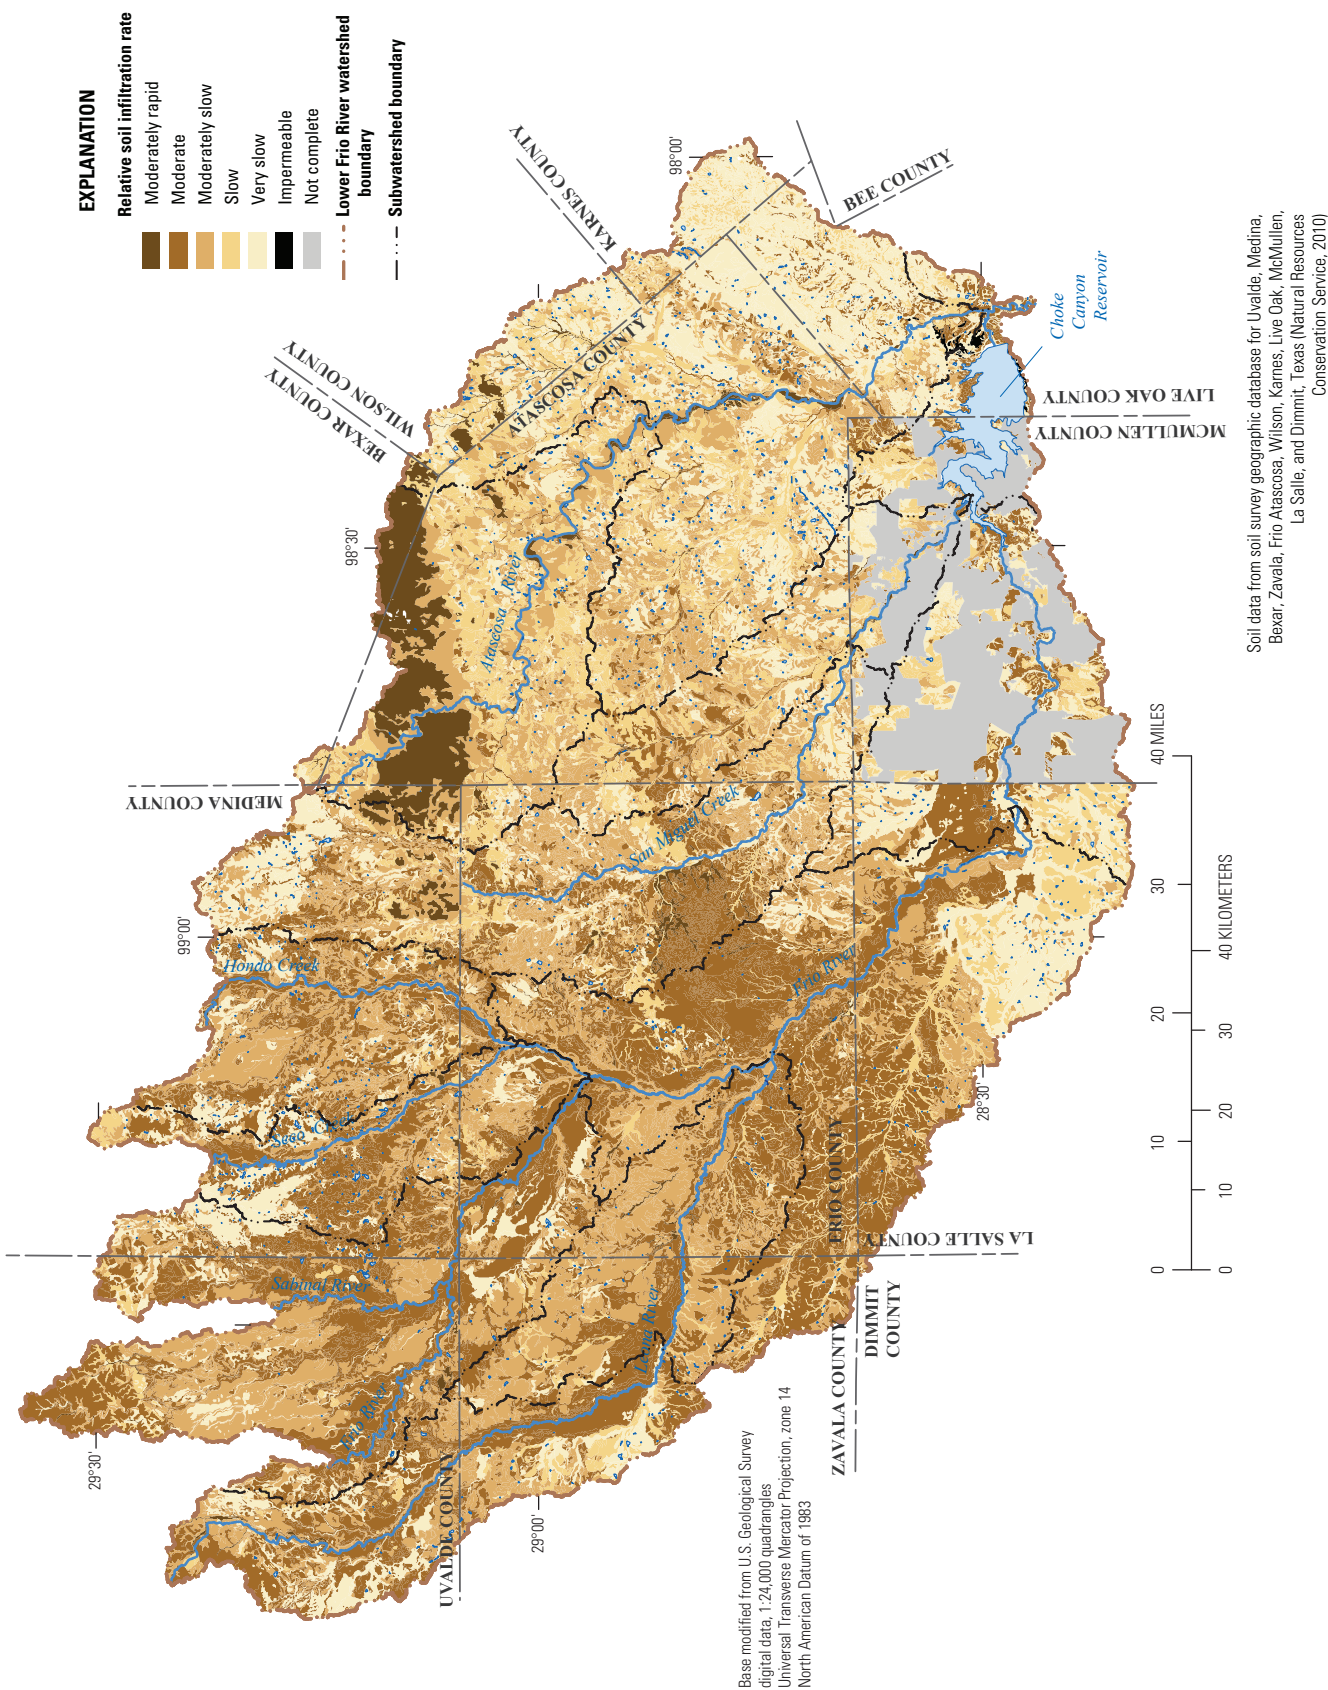 EXPLANATION
Relative soil infiltration rate
Moderately rapid
Moderate
Moderately slow
Slow
Very slow
Impermeable
Not complete
Lower Frio River watershed
boundary
Subwatershed boundary
29°30'
29°00'
28°30'
99°00'
98°30'
98°00'
UVALDE COUNTY
MEDINA COUNTY
BEXAR COUNTY
WILSON COUNTY
ATASCOSA COUNTY
KARNES COUNTY
BEE COUNTY
LIVE OAK COUNTY
MCMULLEN COUNTY
ZAVALA COUNTY
FRIO COUNTY
DIMMIT
COUNTY
LA SALLE COUNTY
Frio River
Sabinal River
Seco Creek
Hondo Creek
Leona River
Frio River
San Miguel Creek
Atascosa River
Choke
Canyon
Reservoir
0 10 20 30 40 MILES
0 10 20 30 40 KILOMETERS
Base modified from U.S. Geological Survey
digital data, 1:24,000 quadrangles
Universal Transverse Mercator Projection, zone 14
North American Datum of 1983
Soil data from soil survey geographic database for Uvalde, Medina,
Bexar, Zavala, Frio Atascosa, Wilson, Karnes, Live Oak, McMullen,
La Salle, and Dimmit, Texas (Natural Resources
Conservation Service, 2010)